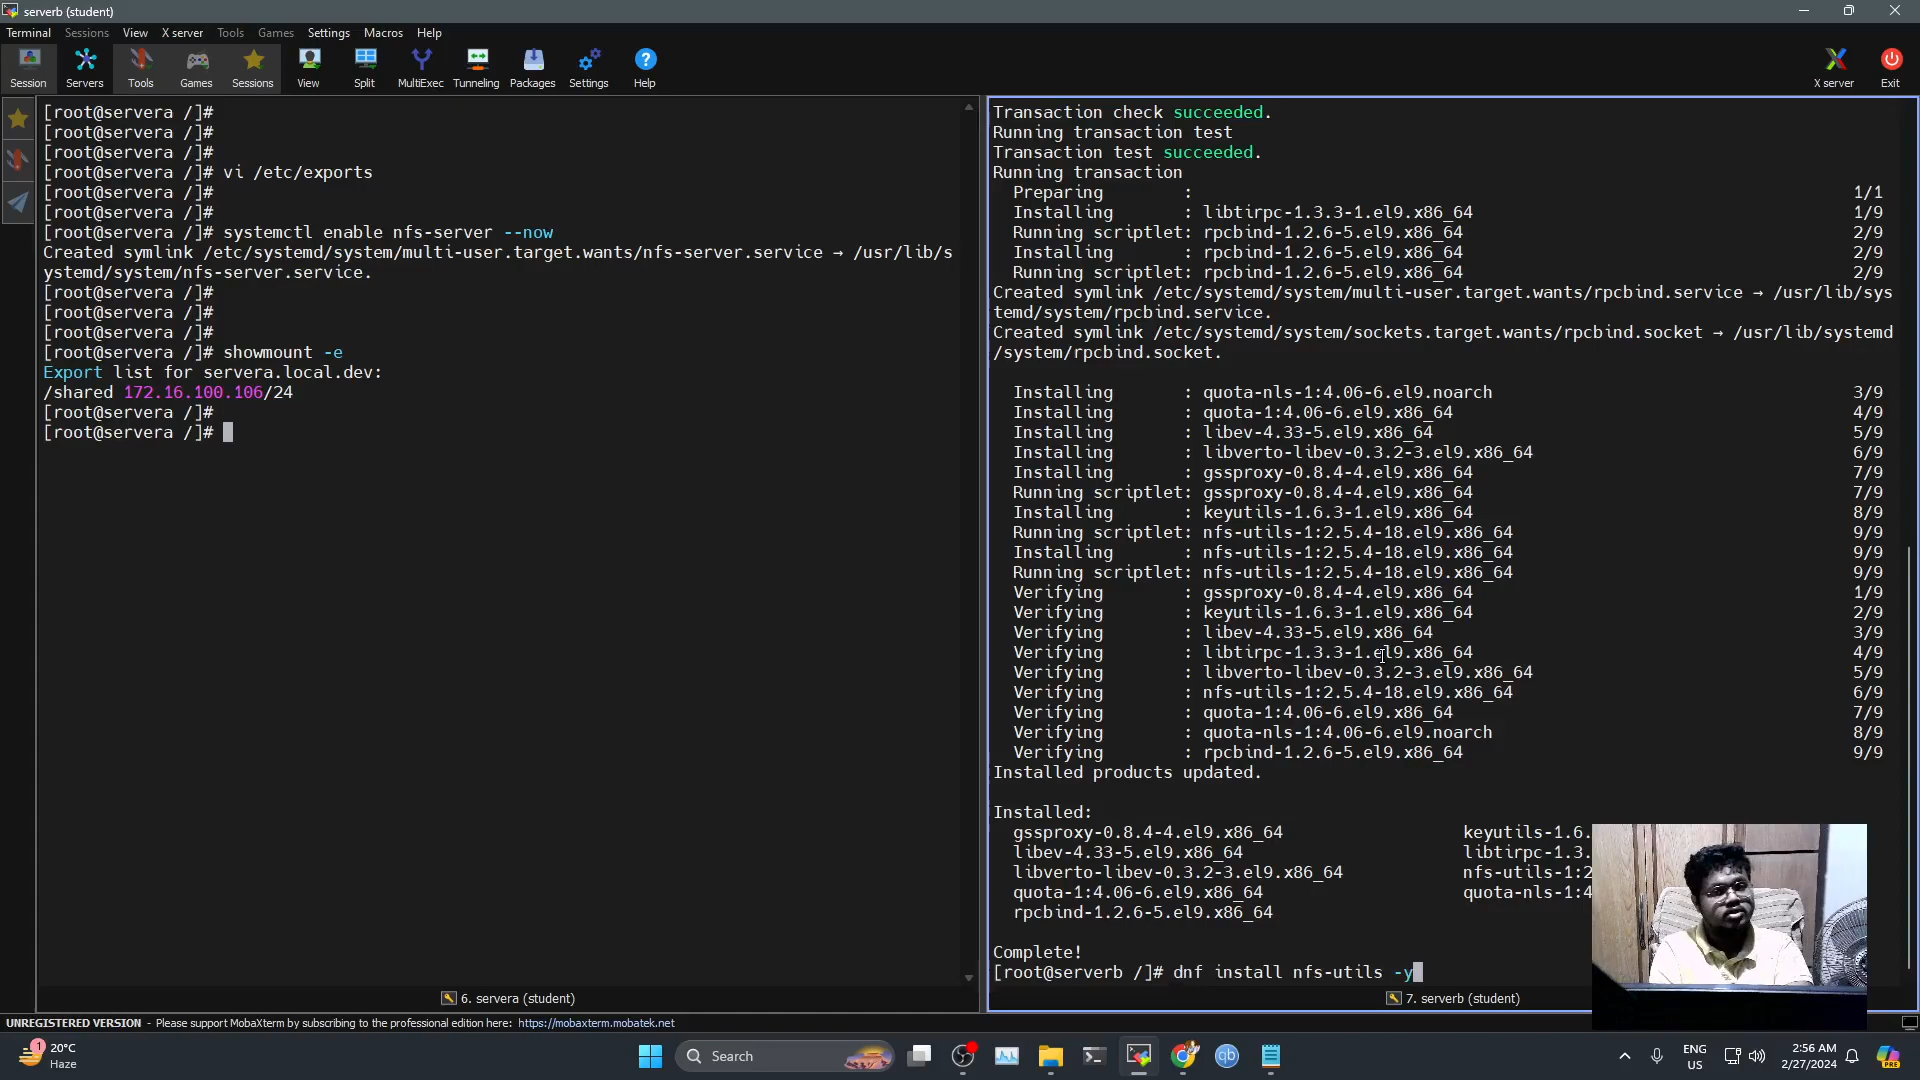 serverb (student)
Terminal Sessions View X server Tools Games Settings Macros Help
Session Servers Tools Games Sessions View Split MultiExec Tunneling Packages Settings Help X server Exit
[root@servera /]#
[root@servera /]#
[root@servera /]#
[root@servera /]# vi /etc/exports
[root@servera /]#
[root@servera /]#
[root@servera /]# systemctl enable nfs-server --now
Created symlink /etc/systemd/system/multi-user.target.wants/nfs-server.service → /usr/lib/s
ystemd/system/nfs-server.service.
[root@servera /]#
[root@servera /]#
[root@servera /]#
[root@servera /]# showmount -e
Export list for servera.local.dev:
/shared 172.16.100.106/24
[root@servera /]#
[root@servera /]#
6. servera (student)
Transaction check succeeded.
Running transaction test
Transaction test succeeded.
Running transaction
Preparing : 1/1
Installing : libtirpc-1.3.3-1.el9.x86_64 1/9
Running scriptlet: rpcbind-1.2.6-5.el9.x86_64 2/9
Installing : rpcbind-1.2.6-5.el9.x86_64 2/9
Running scriptlet: rpcbind-1.2.6-5.el9.x86_64 2/9
Created symlink /etc/systemd/system/multi-user.target.wants/rpcbind.service → /usr/lib/sys
temd/system/rpcbind.service.
Created symlink /etc/systemd/system/sockets.target.wants/rpcbind.socket → /usr/lib/systemd
/system/rpcbind.socket.
Installing : quota-nls-1:4.06-6.el9.noarch 3/9
Installing : quota-1:4.06-6.el9.x86_64 4/9
Installing : libev-4.33-5.el9.x86_64 5/9
Installing : libverto-libev-0.3.2-3.el9.x86_64 6/9
Installing : gssproxy-0.8.4-4.el9.x86_64 7/9
Running scriptlet: gssproxy-0.8.4-4.el9.x86_64 7/9
Installing : keyutils-1.6.3-1.el9.x86_64 8/9
Running scriptlet: nfs-utils-1:2.5.4-18.el9.x86_64 9/9
Installing : nfs-utils-1:2.5.4-18.el9.x86_64 9/9
Running scriptlet: nfs-utils-1:2.5.4-18.el9.x86_64 9/9
Verifying : gssproxy-0.8.4-4.el9.x86_64 1/9
Verifying : keyutils-1.6.3-1.el9.x86_64 2/9
Verifying : libev-4.33-5.el9.x86_64 3/9
Verifying : libtirpc-1.3.3-1.el9.x86_64 4/9
Verifying : libverto-libev-0.3.2-3.el9.x86_64 5/9
Verifying : nfs-utils-1:2.5.4-18.el9.x86_64 6/9
Verifying : quota-1:4.06-6.el9.x86_64 7/9
Verifying : quota-nls-1:4.06-6.el9.noarch 8/9
Verifying : rpcbind-1.2.6-5.el9.x86_64 9/9
Installed products updated.
Installed:
gssproxy-0.8.4-4.el9.x86_64 keyutils-1.6.
libev-4.33-5.el9.x86_64 libtirpc-1.3.
libverto-libev-0.3.2-3.el9.x86_64 nfs-utils-1:2
quota-1:4.06-6.el9.x86_64 quota-nls-1:4
rpcbind-1.2.6-5.el9.x86_64
Complete!
[root@serverb /]# dnf install nfs-utils -y
7. serverb (student)
UNREGISTERED VERSION - Please support MobaXterm by subscribing to the professional edition here: https://mobaxterm.mobatek.net
1
20°C
Haze
Search
qb
ENG
US
2:56 AM
2/27/2024
PRE